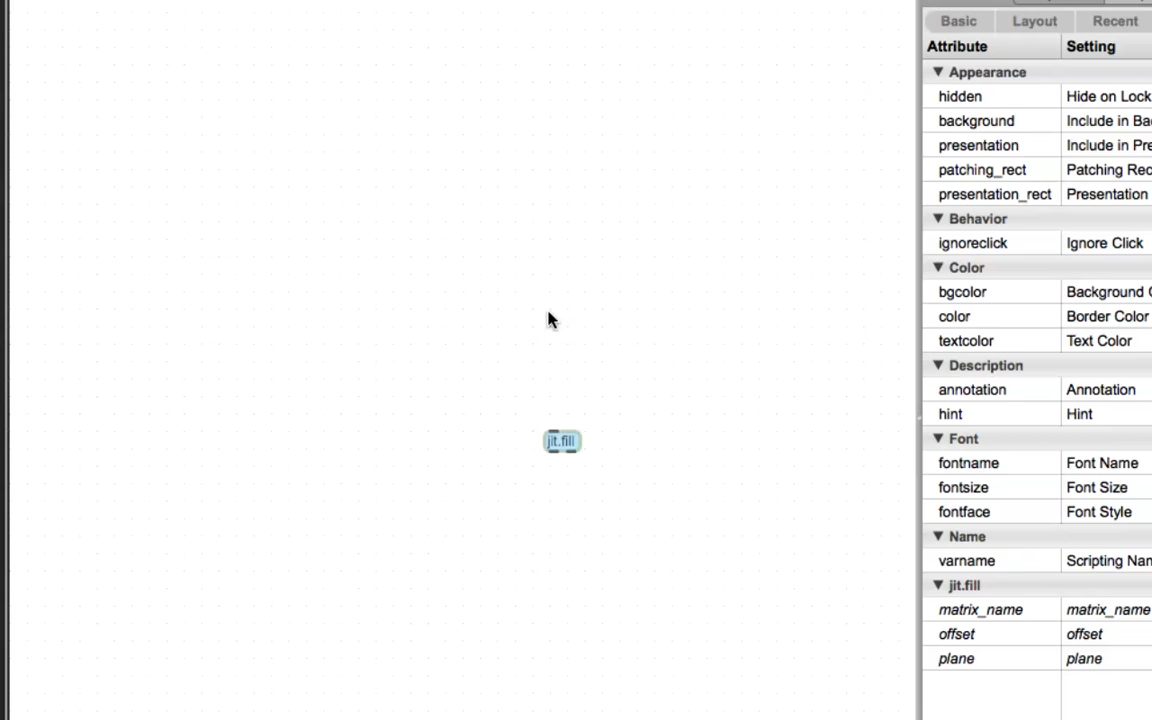 Basic Layout Recent
Attribute Setting
Appearance
hidden Hide on Lock
background Include in Ba
presentation Include in Pre
patching_rect Patching Rec
presentation_rect Presentation
Behavior
ignoreclick Ignore Click
Color
bgcolor Background C
color Border Color
textcolor Text Color
Description
annotation Annotation
hint Hint
Font
fontname Font Name
fontsize Font Size
fontface Font Style
jit.fill
Name
varname Scripting Nam
jit.fill
matrix_name matrix_name
offset offset
plane plane